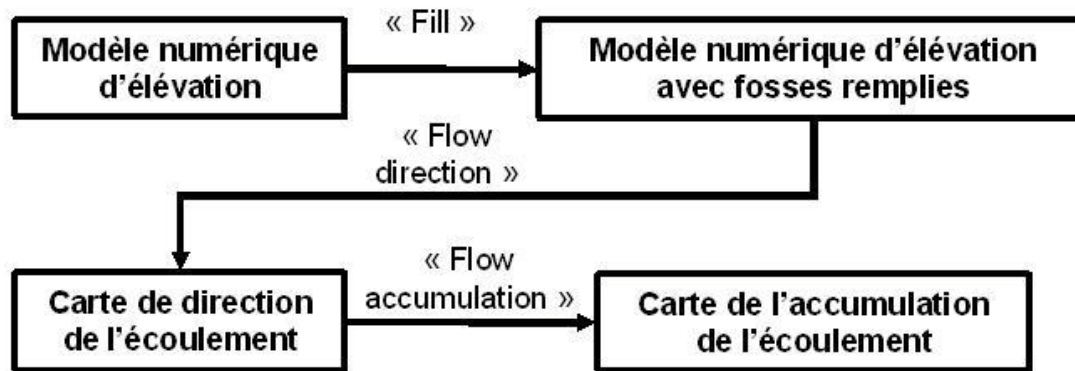 Modèle numérique
d'élévation
« Fill »
Modèle numérique d'élévation
avec fosses remplies
« Flow
direction »
Carte de direction
de l'écoulement
« Flow
accumulation »
Carte de l'accumulation
de l'écoulement